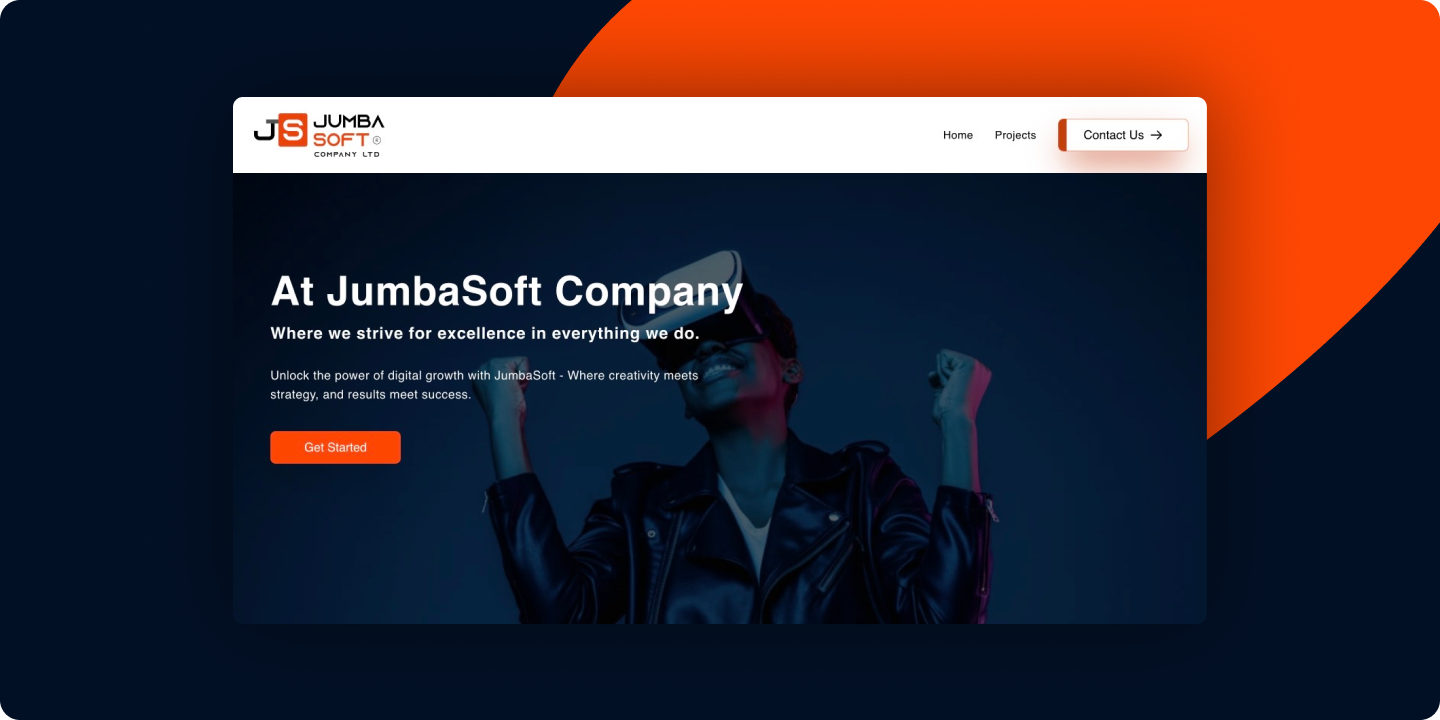 JS JUMBA
SOFT ®
COMPANY LTD
Home Projects Contact Us →
At JumbaSoft Company
Where we strive for excellence in everything we do.
Unlock the power of digital growth with JumbaSoft - Where creativity meets
strategy, and results meet success.
Get Started